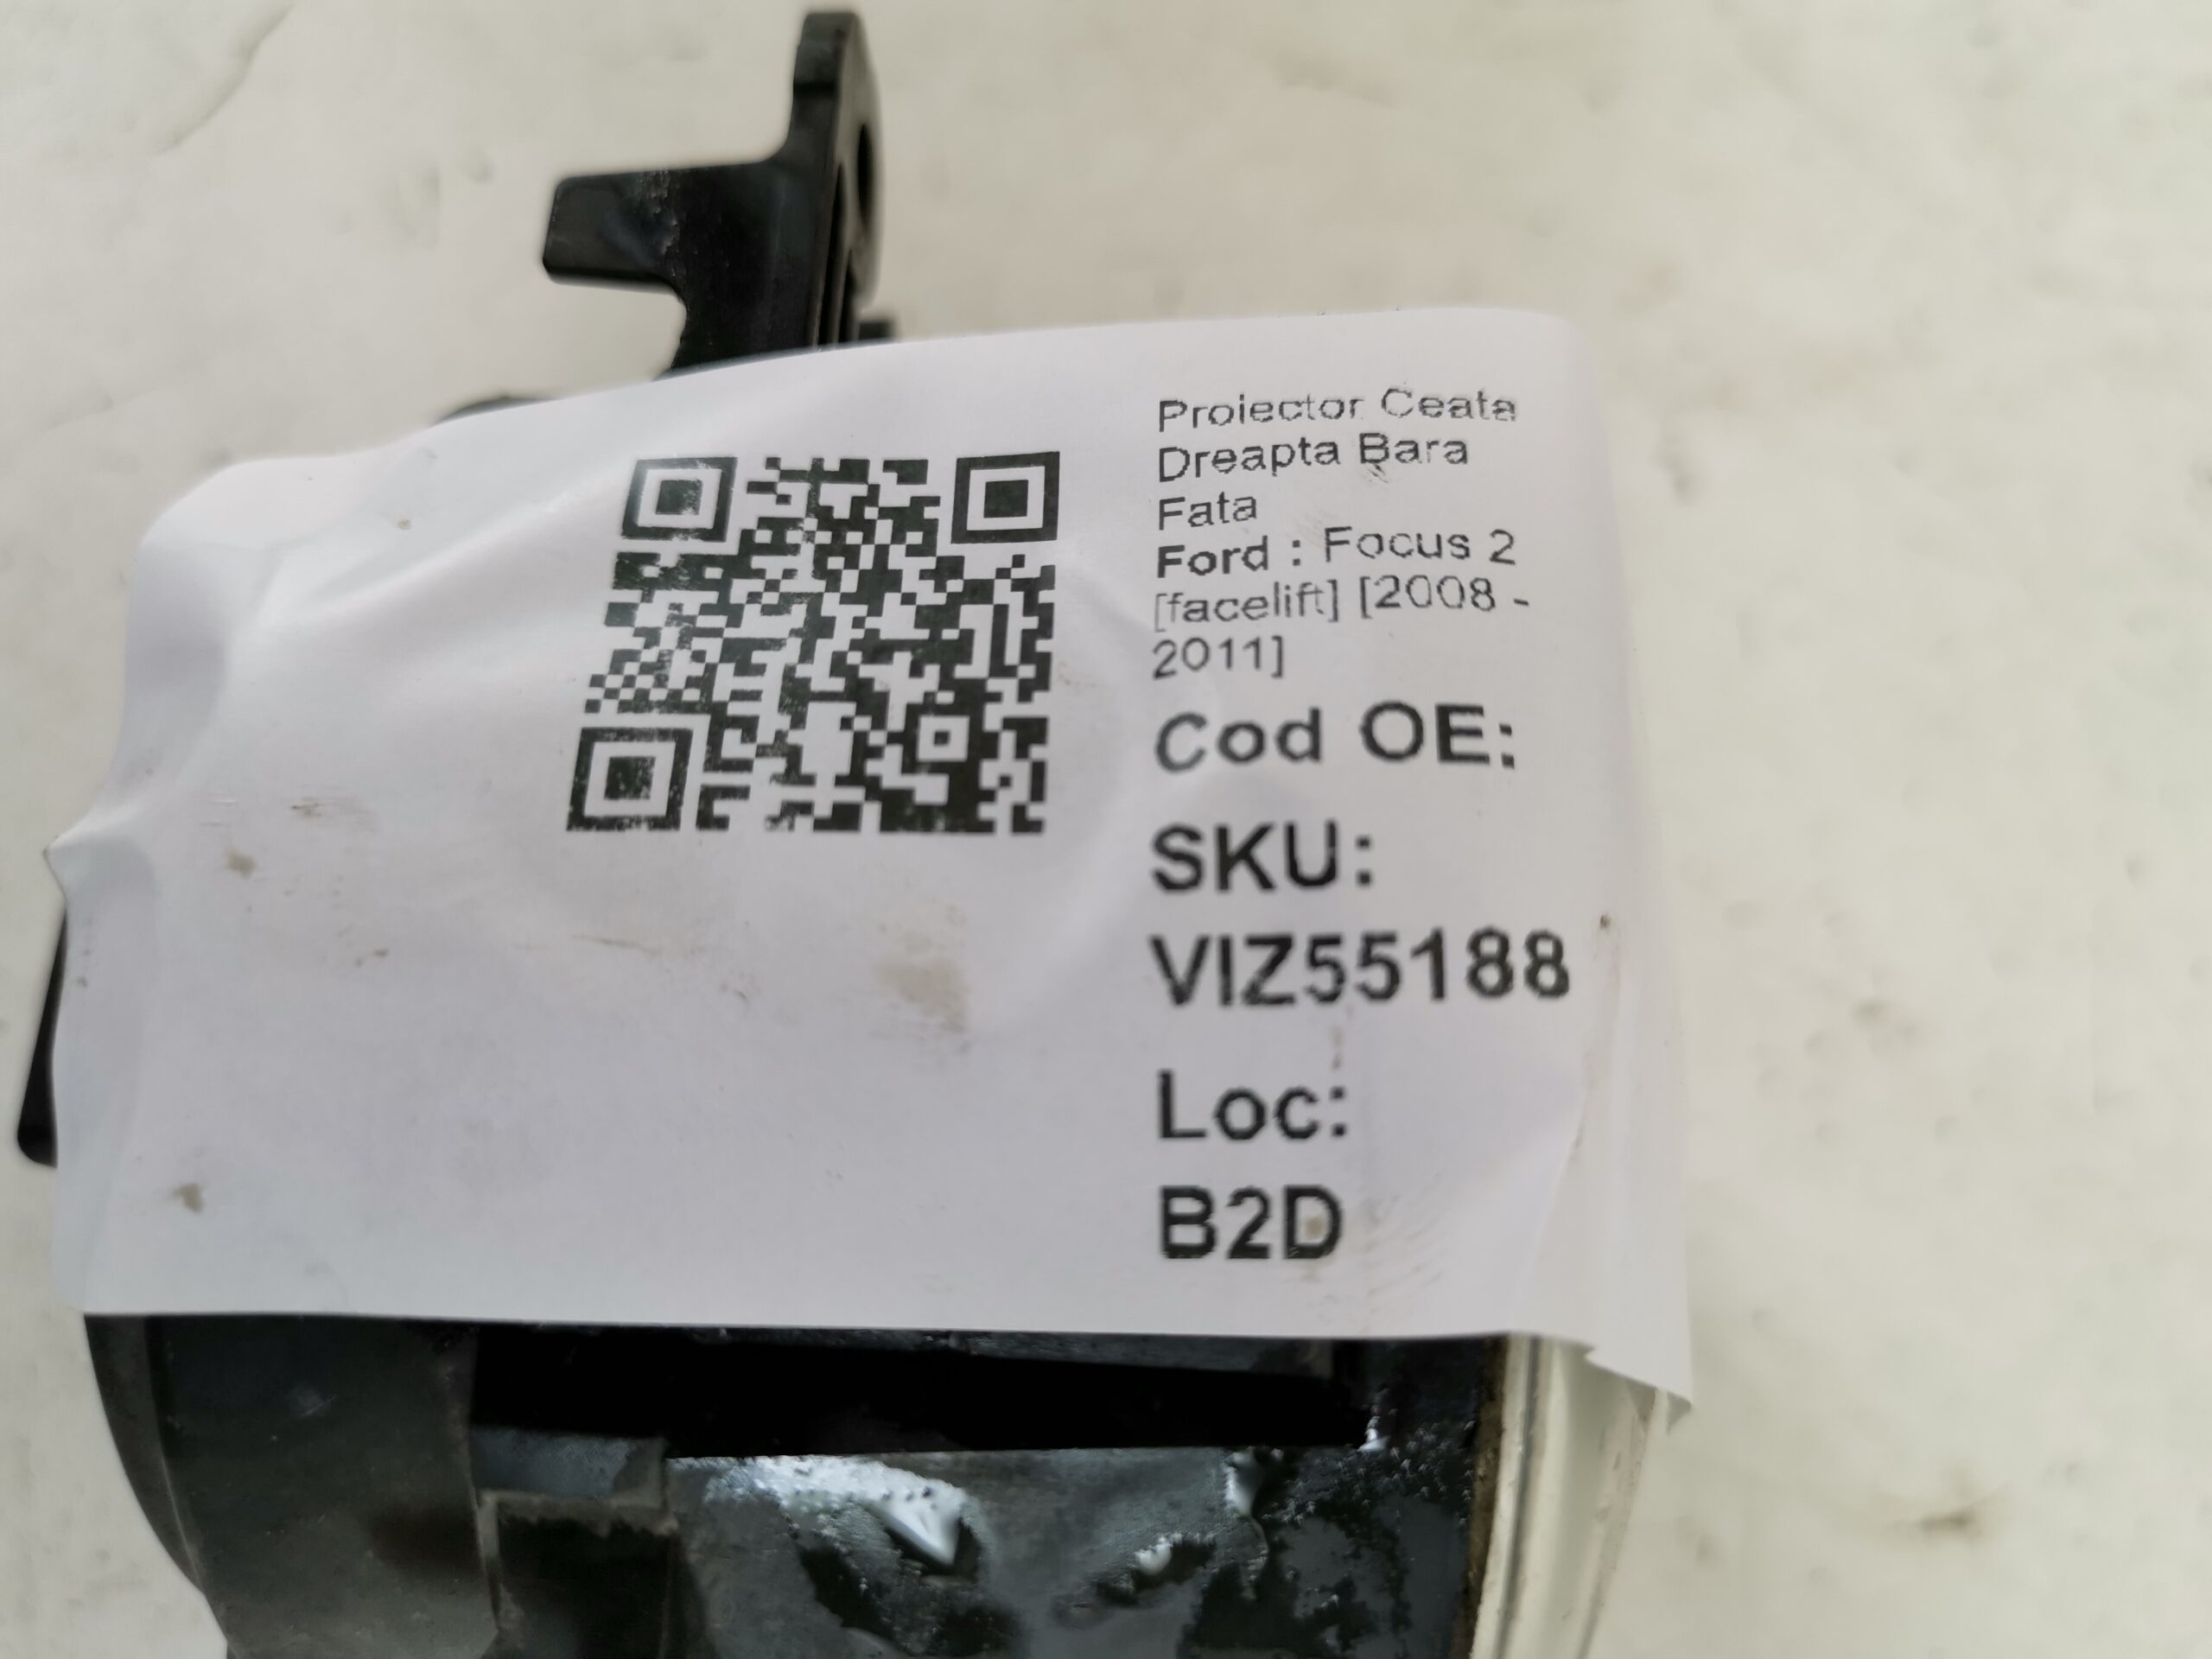 Proiector Ceata
Dreapta Bara
Fata
Ford : Focus 2
[facelift] [2008 -
2011]
Cod OE:
SKU:
VIZ55188
Loc:
B2D